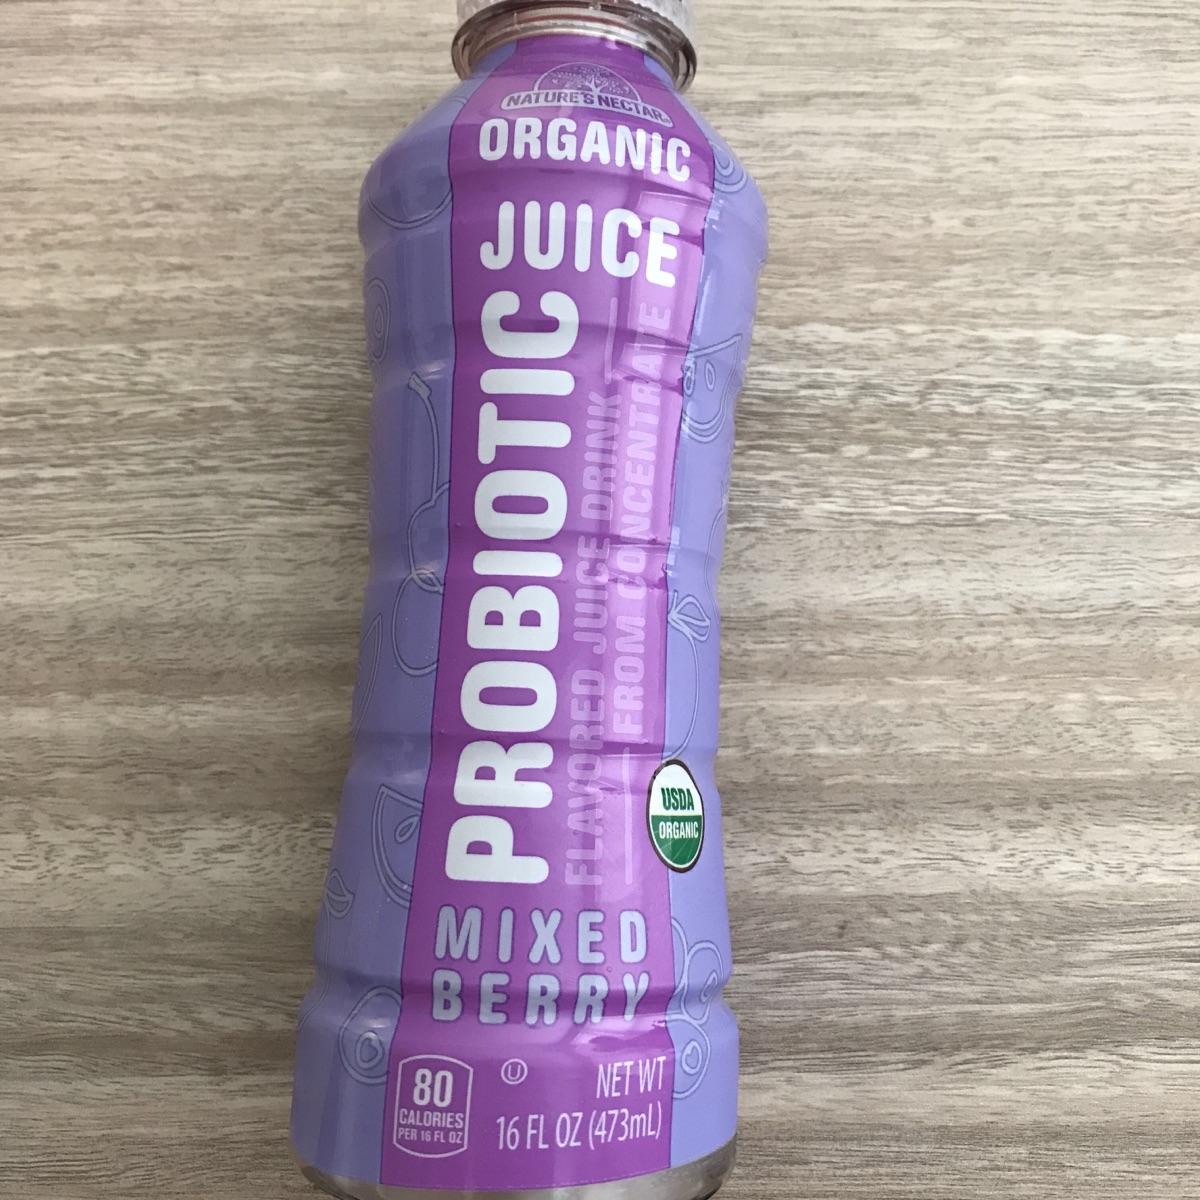 NATURE'S NECTAR
ORGANIC
JUICE
PROBIOTIC
FLAVORED JUICE DRINK
FROM CONCENTRATE
USDA
ORGANIC
MIXED
BERRY
80
CALORIES
PER 16 FL OZ
U
NET WT
16 FL OZ (473mL)